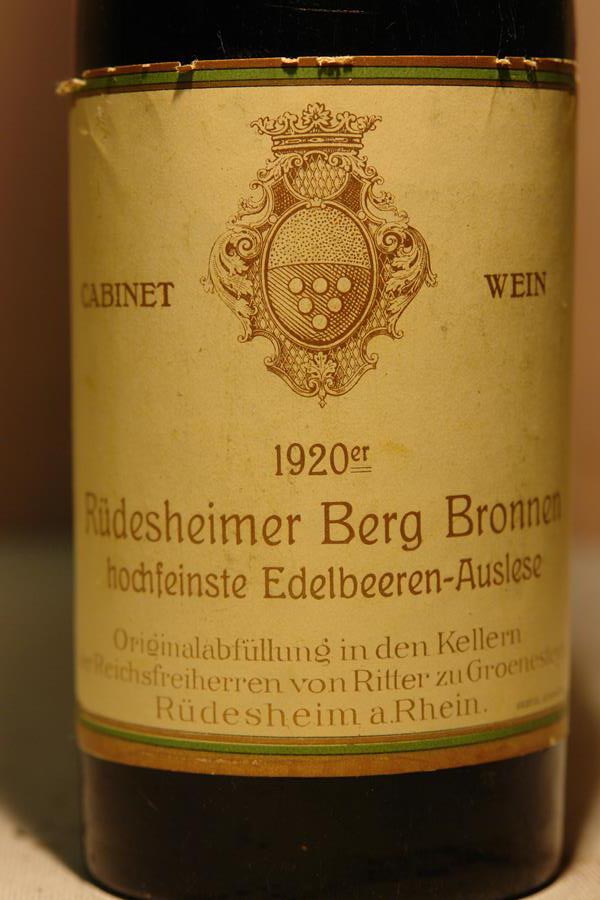 CABINET WEIN
1920er
Rüdesheimer Berg Bronnen
hochfeinste Edelbeeren-Auslese
Originalabfüllung in den Kellern
Reichsfreiherren von Ritter zu
Rüdesheim a.Rhein.